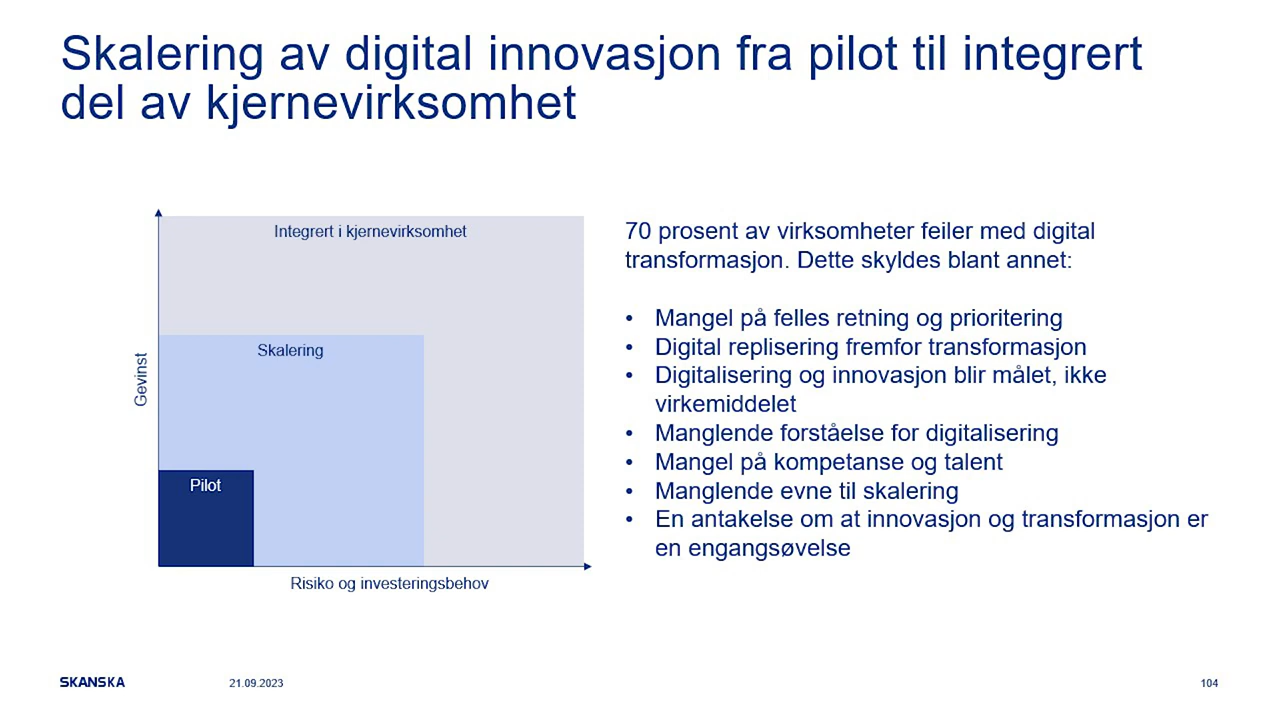 Skalering av digital innovasjon fra pilot til integrert
del av kjernevirksomhet
Integrert i kjernevirksomhet
Skalering
Pilot
Gevinst
Risiko og investeringsbehov
70 prosent av virksomheter feiler med digital
transformasjon. Dette skyldes blant annet:
• Mangel på felles retning og prioritering
• Digital replisering fremfor transformasjon
• Digitalisering og innovasjon blir målet, ikke
virkemiddelet
• Manglende forståelse for digitalisering
• Mangel på kompetanse og talent
• Manglende evne til skalering
• En antakelse om at innovasjon og transformasjon er
en engangsøvelse
SKANSKA
21.09.2023
104